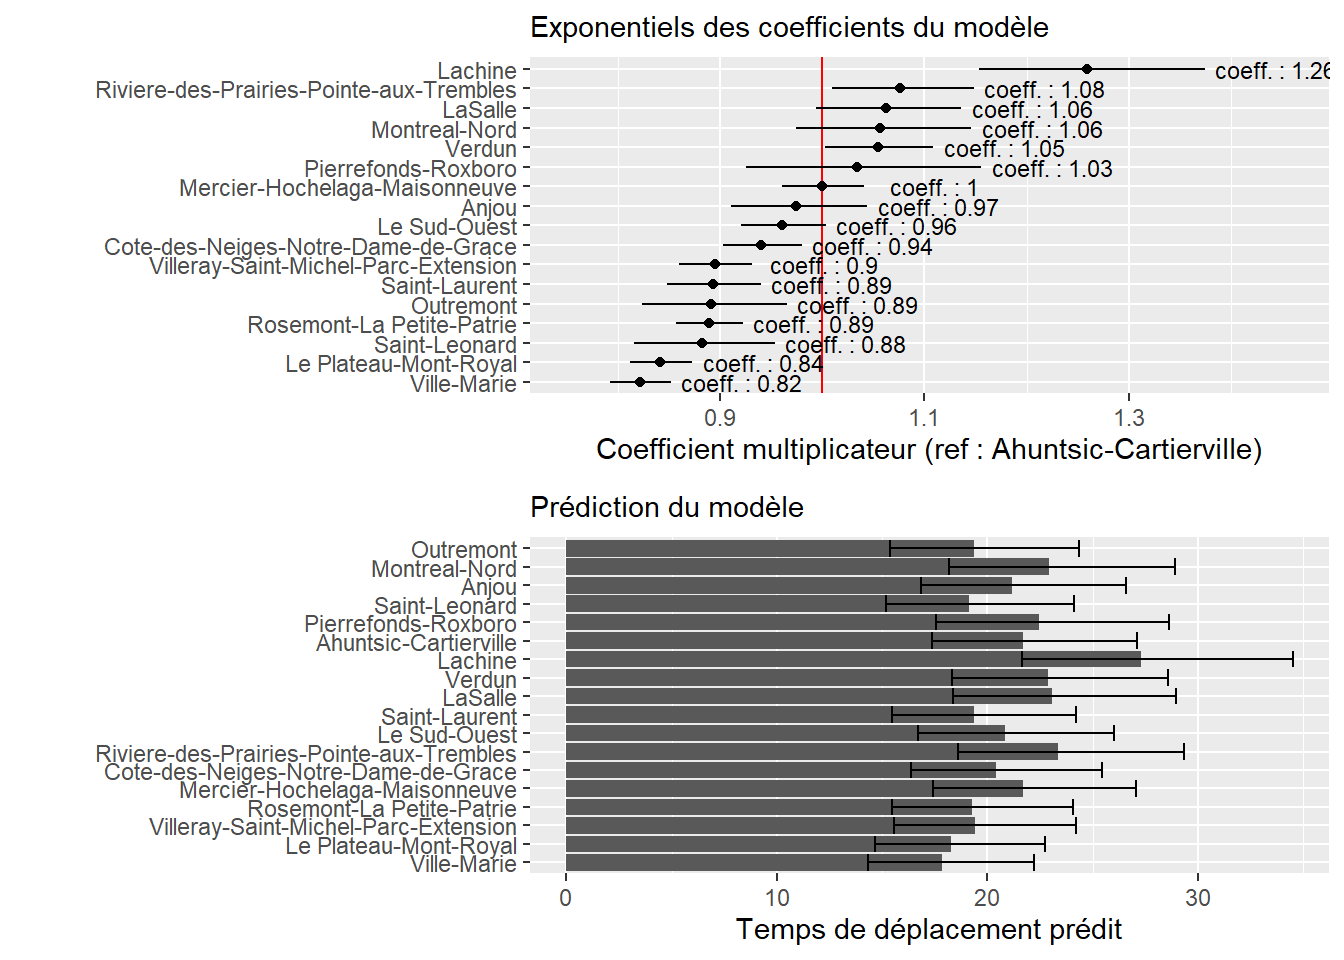 Exponentiels des coefficients du modèle
Lachine coeff. : 1.26
Riviere-des-Prairies-Pointe-aux-Trembles coeff. : 1.08
LaSalle coeff. : 1.06
Montreal-Nord coeff. : 1.06
Verdun coeff. : 1.05
Pierrefonds-Roxboro coeff. : 1.03
Mercier-Hochelaga-Maisonneuve coeff. : 1
Anjou coeff. : 0.97
Le Sud-Ouest coeff. : 0.96
Cote-des-Neiges-Notre-Dame-de-Grace coeff. : 0.94
Villeray-Saint-Michel-Parc-Extension coeff. : 0.9
Saint-Laurent coeff. : 0.89
Outremont coeff. : 0.89
Rosemont-La Petite-Patrie coeff. : 0.89
Saint-Leonard coeff. : 0.88
Le Plateau-Mont-Royal coeff. : 0.84
Ville-Marie coeff. : 0.82
0.9 1.1 1.3
Coefficient multiplicateur (ref : Ahuntsic-Cartierville)
Prédiction du modèle
Outremont
Montreal-Nord
Anjou
Saint-Leonard
Pierrefonds-Roxboro
Ahuntsic-Cartierville
Lachine
Verdun
LaSalle
Saint-Laurent
Le Sud-Ouest
Riviere-des-Prairies-Pointe-aux-Trembles
Cote-des-Neiges-Notre-Dame-de-Grace
Mercier-Hochelaga-Maisonneuve
Rosemont-La Petite-Patrie
Villeray-Saint-Michel-Parc-Extension
Le Plateau-Mont-Royal
Ville-Marie
0 10 20 30
Temps de déplacement prédit